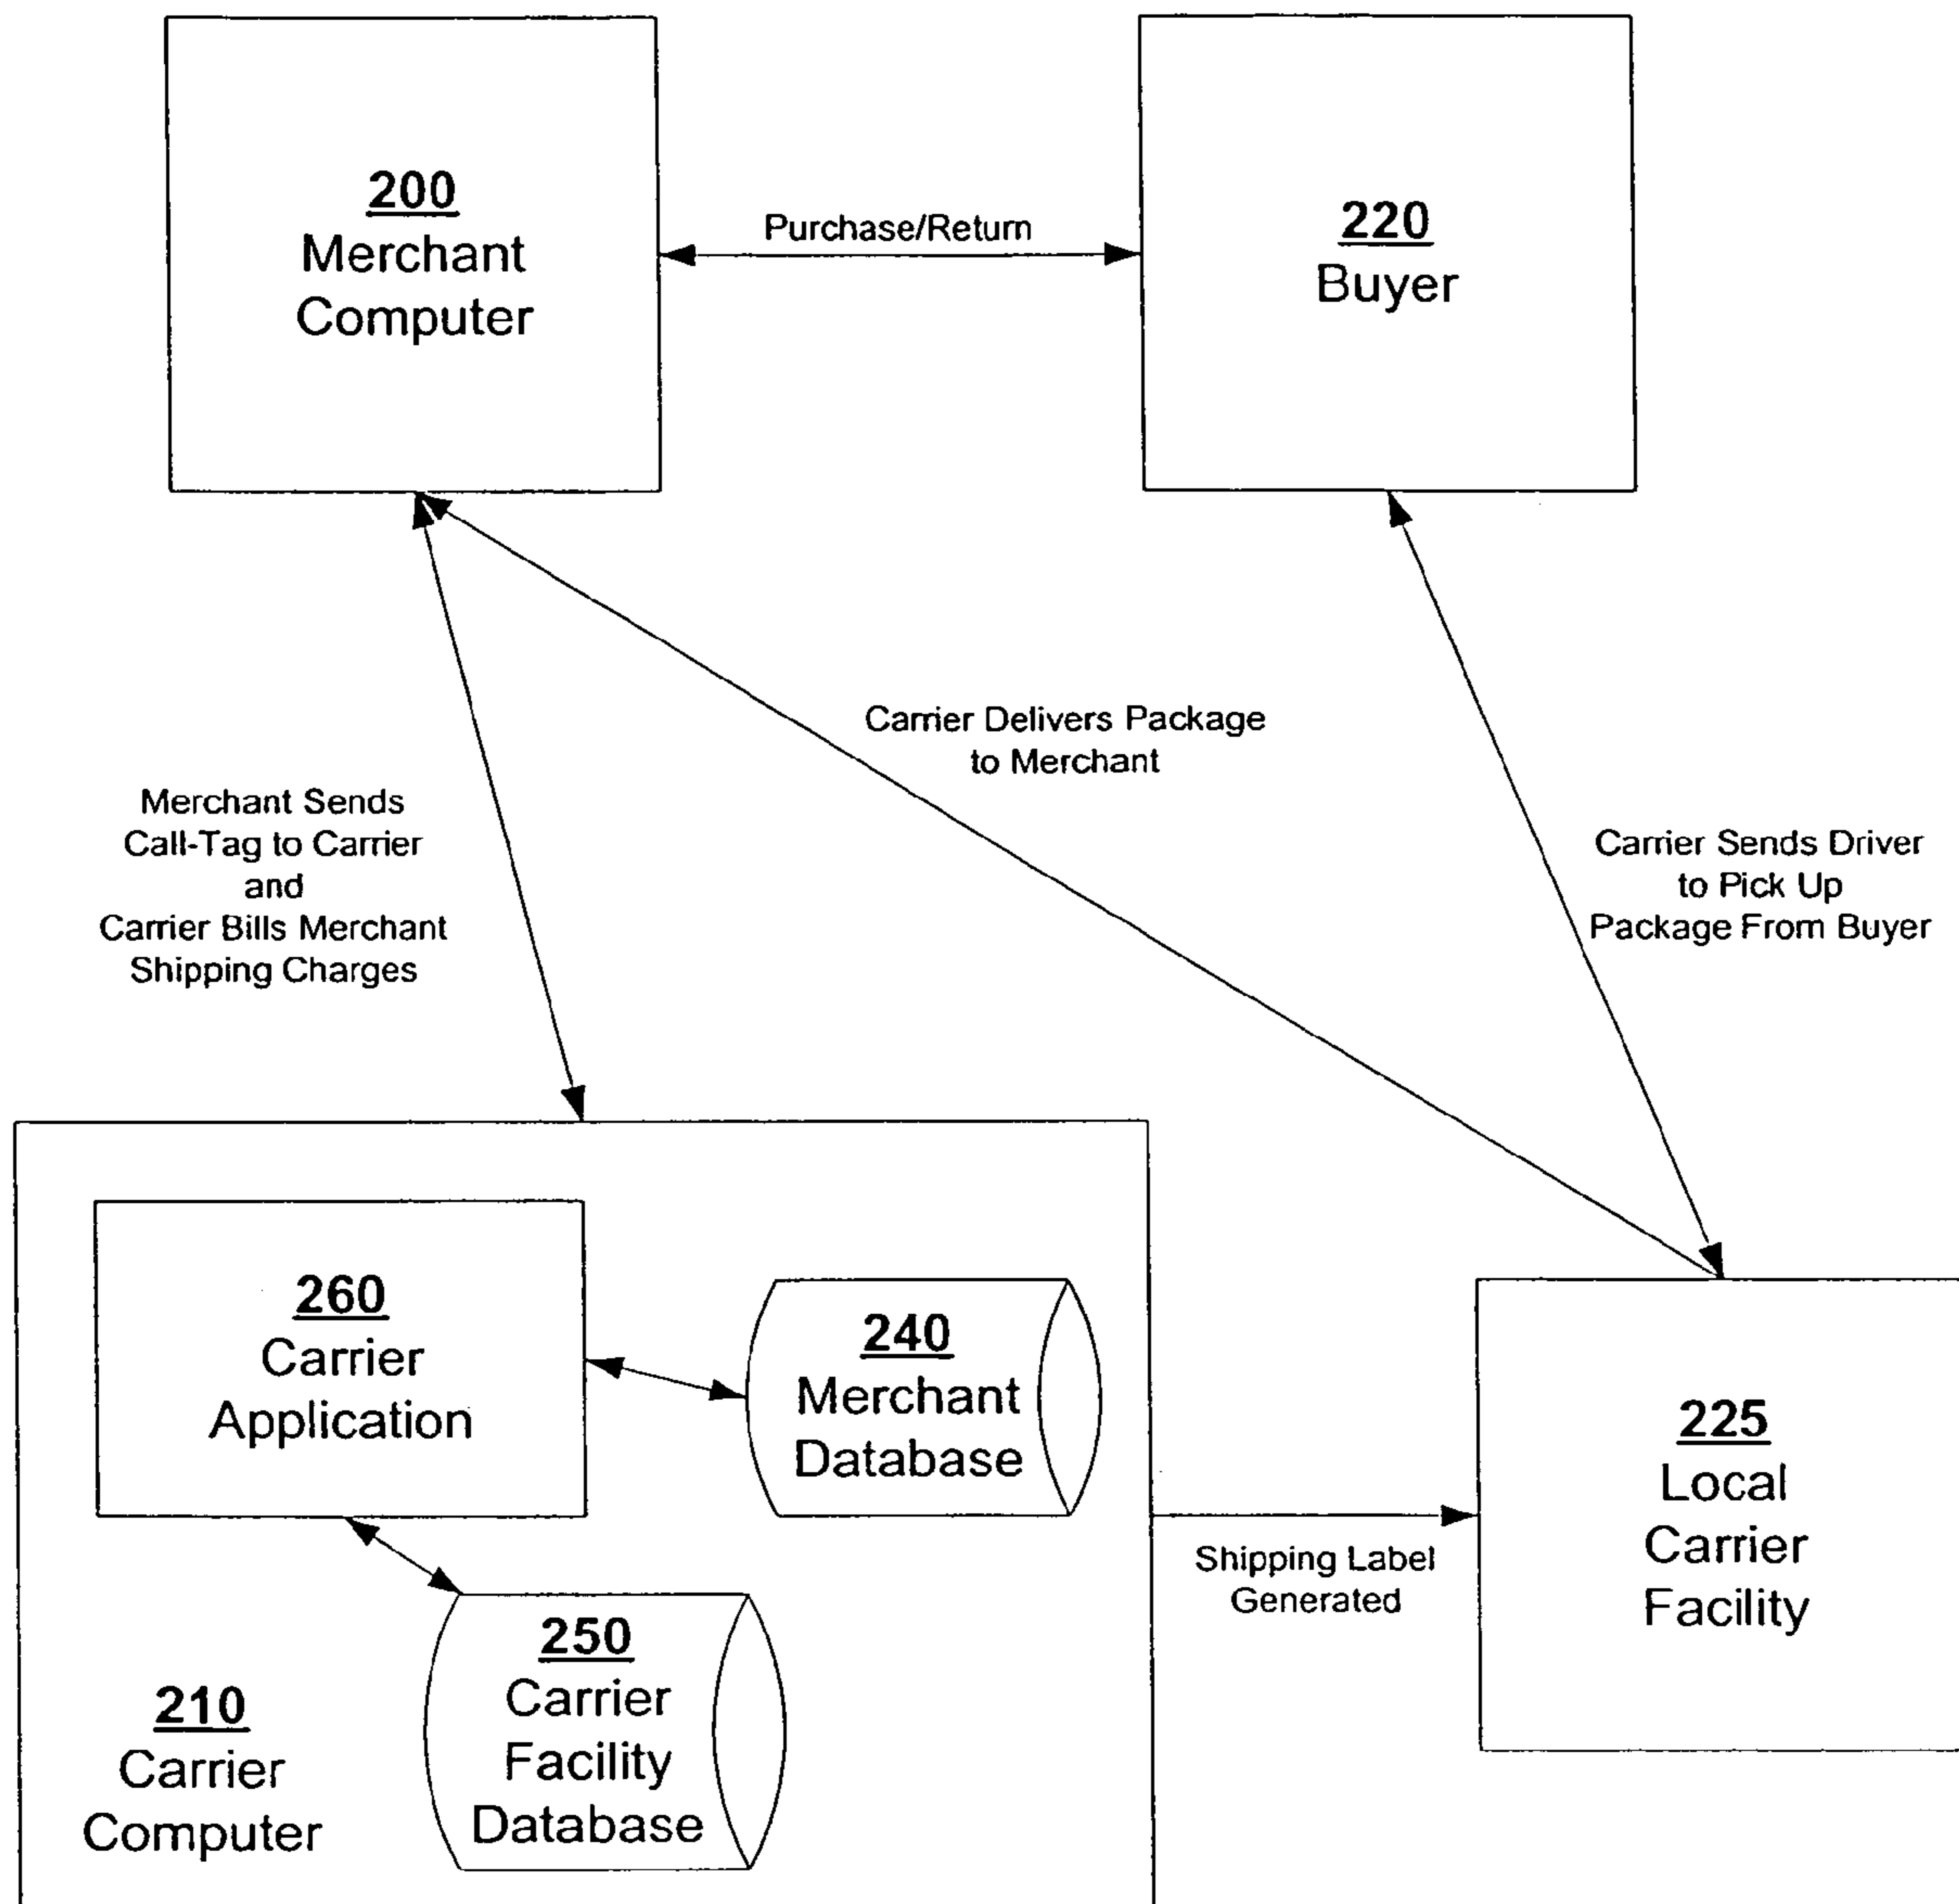 200
Merchant
Computer
Purchase/Return
220
Buyer
Carrier Delivers Package
to Merchant
Merchant Sends
Call-Tag to Carrier
and
Carrier Bills Merchant
Shipping Charges
Carrier Sends Driver
to Pick Up
Package From Buyer
260
Carrier
Application
240
Merchant
Database
225
Local
Carrier
Facility
Shipping Label
Generated
250
Carrier
Facility
Database
210
Carrier
Computer